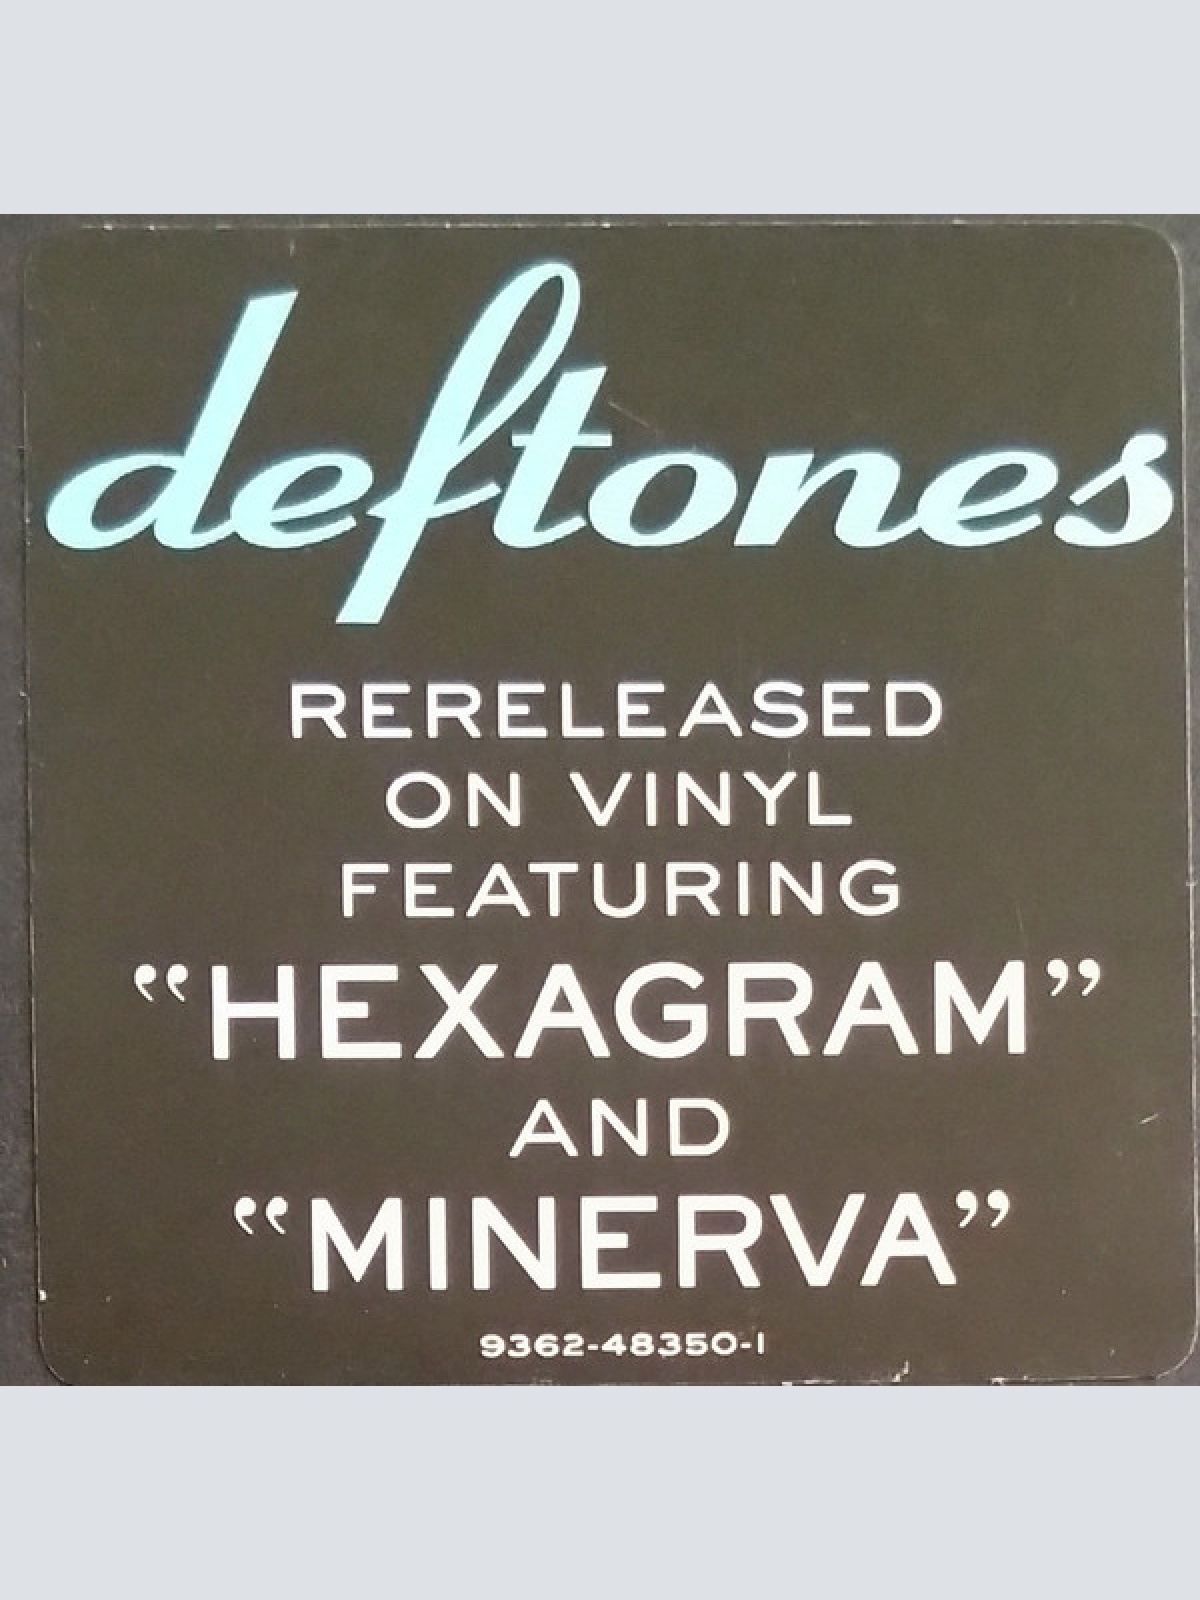 deftones
RERELEASED
ON VINYL
FEATURING
“HEXAGRAM”
AND
“MINERVA”
9362-48350-1